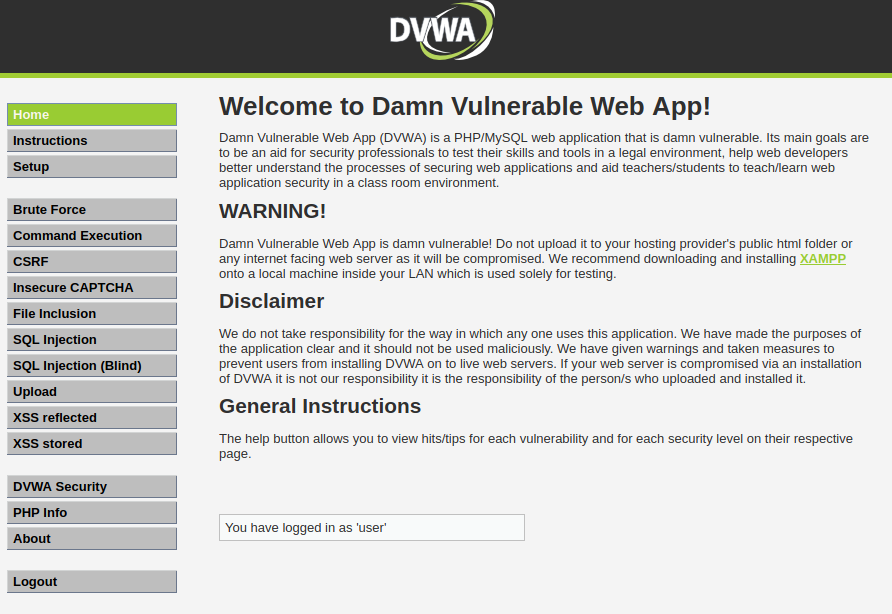 DVWA
Home
Instructions
Setup
Brute Force
Command Execution
CSRF
Insecure CAPTCHA
File Inclusion
SQL Injection
SQL Injection (Blind)
Upload
XSS reflected
XSS stored
DVWA Security
PHP Info
About
Logout
Welcome to Damn Vulnerable Web App!
Damn Vulnerable Web App (DVWA) is a PHP/MySQL web application that is damn vulnerable. Its main goals are
to be an aid for security professionals to test their skills and tools in a legal environment, help web developers
better understand the processes of securing web applications and aid teachers/students to teach/learn web
application security in a class room environment.
WARNING!
Damn Vulnerable Web App is damn vulnerable! Do not upload it to your hosting provider's public html folder or
any internet facing web server as it will be compromised. We recommend downloading and installing XAMPP
onto a local machine inside your LAN which is used solely for testing.
Disclaimer
We do not take responsibility for the way in which any one uses this application. We have made the purposes of
the application clear and it should not be used maliciously. We have given warnings and taken measures to
prevent users from installing DVWA on to live web servers. If your web server is compromised via an installation
of DVWA it is not our responsibility it is the responsibility of the person/s who uploaded and installed it.
General Instructions
The help button allows you to view hits/tips for each vulnerability and for each security level on their respective
page.
You have logged in as 'user'